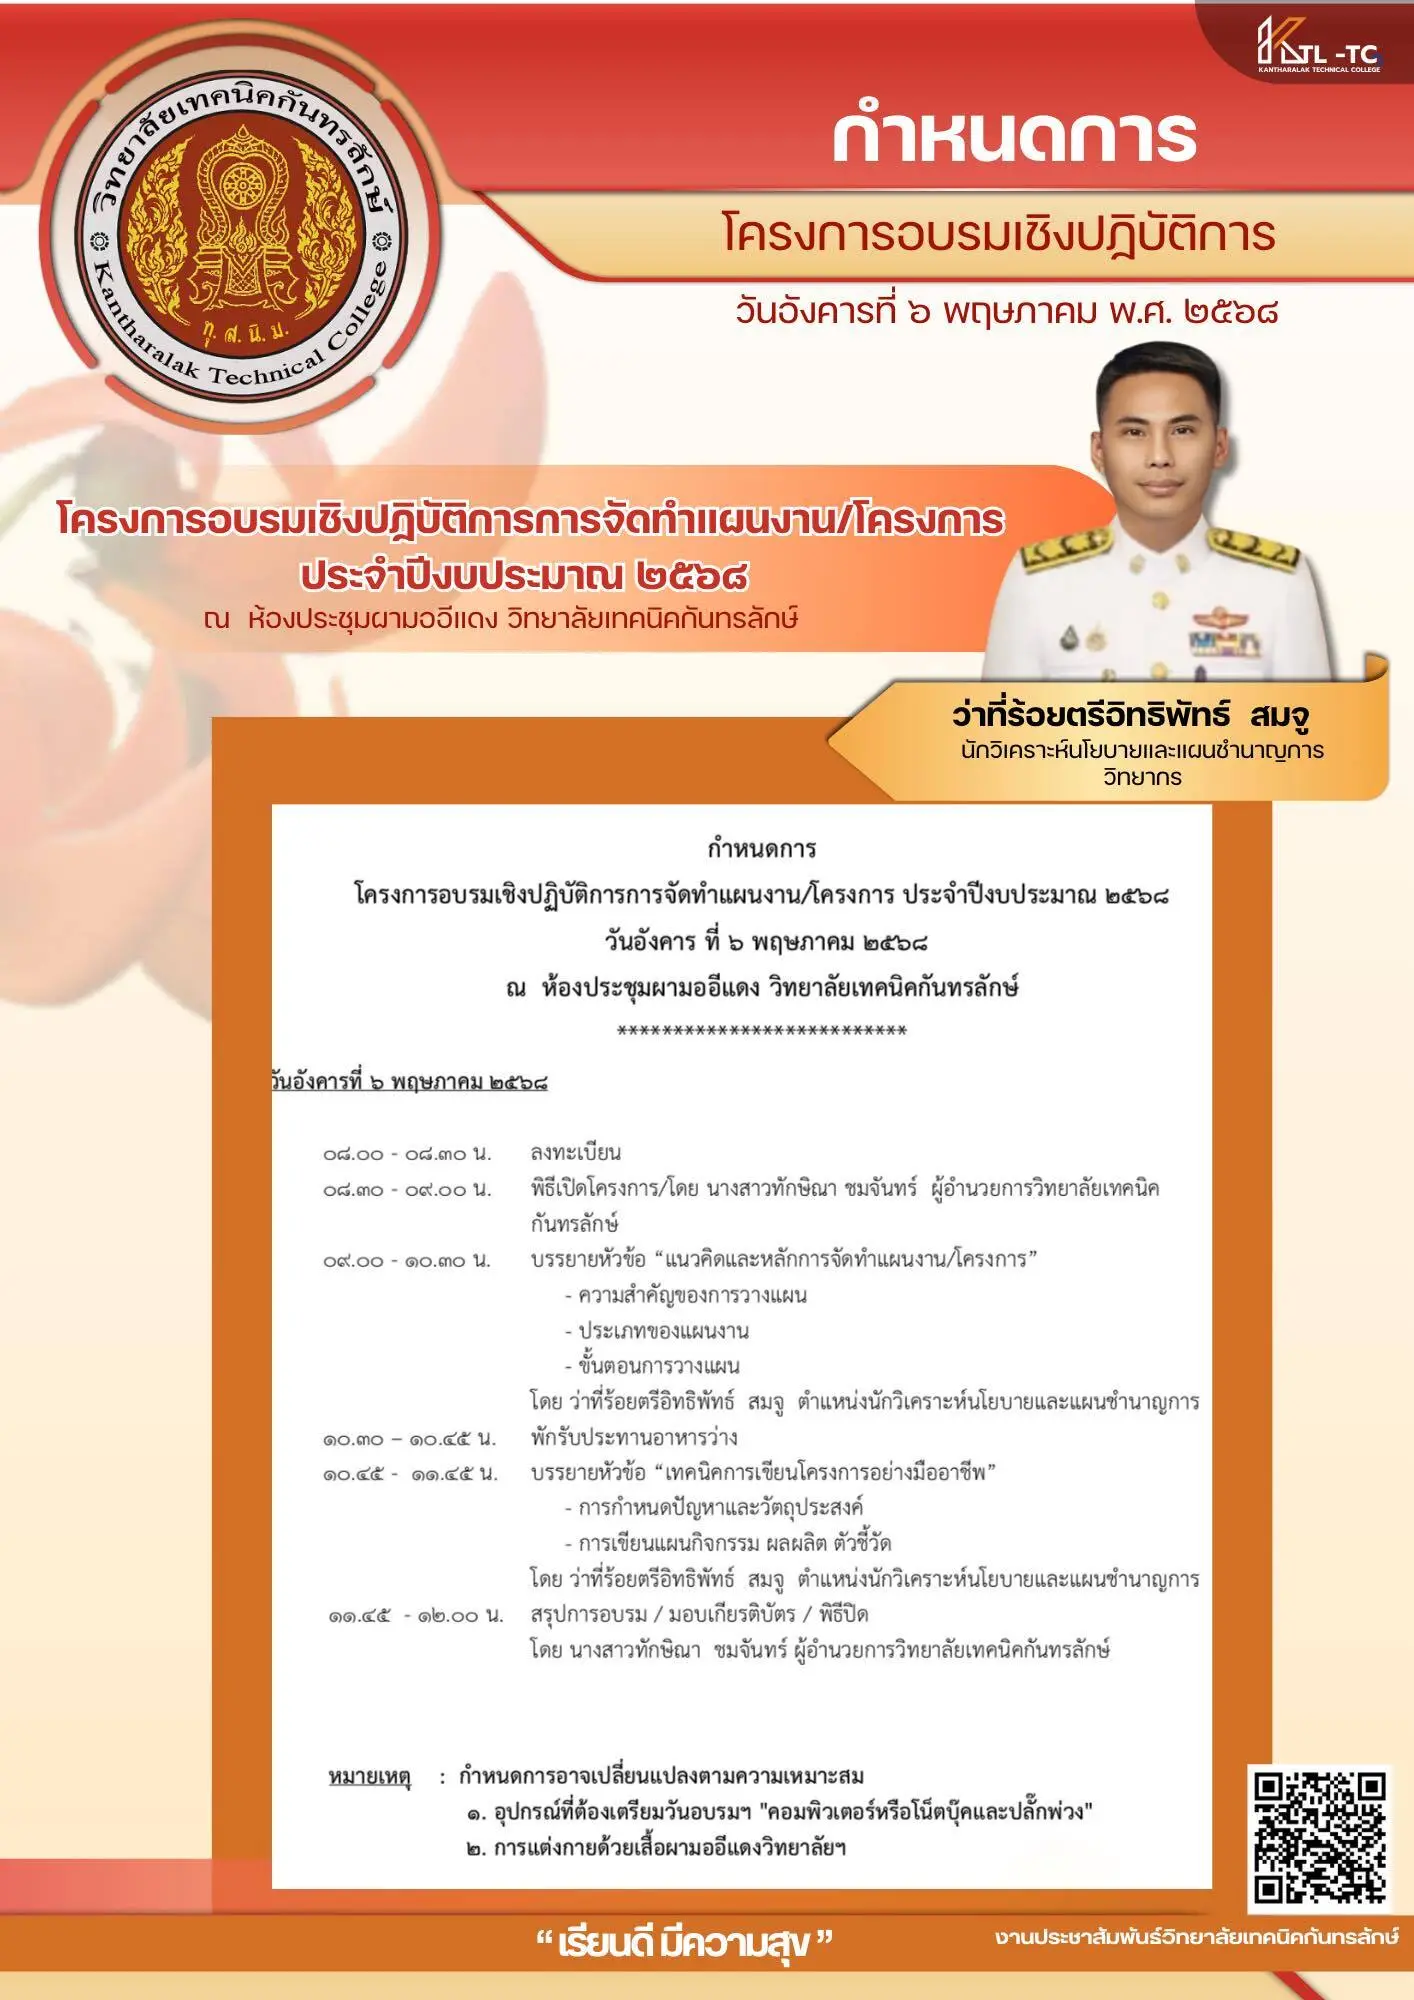 KTL -TC
KANTHARALAK TECHNICAL COLLEGE
วิทยาลัยเทคนิคกันทรลักษ์
ทุ. ส. นิ. ม.
Kantharalak Technical College
กำหนดการ
โครงการอบรมเชิงปฏิบัติการ
วันอังคารที่ ๖ พฤษภาคม พ.ศ. ๒๕๖๘
โครงการอบรมเชิงปฏิบัติการการจัดทำแผนงาน/โครงการ
ประจำปีงบประมาณ ๒๕๖๘
ณ ห้องประชุมผามออีแดง วิทยาลัยเทคนิคกันทรลักษ์
ว่าที่ร้อยตรีอิทธิพัทธ์ สมจู
นักวิเคราะห์นโยบายและแผนชำนาญการ
วิทยากร
กำหนดการ
โครงการอบรมเชิงปฏิบัติการการจัดทำแผนงาน/โครงการ ประจำปีงบประมาณ ๒๕๖๘
วันอังคาร ที่ ๖ พฤษภาคม ๒๕๖๘
ณ ห้องประชุมผามออีแดง วิทยาลัยเทคนิคกันทรลักษ์
**************************
วันอังคารที่ ๖ พฤษภาคม ๒๕๖๘
๐๘.๐๐ - ๐๘.๓๐ น. ลงทะเบียน
๐๘.๓๐ - ๐๙.๐๐ น. พิธีเปิดโครงการ/โดย นางสาวทักษิณา ชมจันทร์ ผู้อำนวยการวิทยาลัยเทคนิค
กันทรลักษ์
๐๙.๐๐ - ๑๐.๓๐ น. บรรยายหัวข้อ “แนวคิดและหลักการจัดทำแผนงาน/โครงการ”
- ความสำคัญของการวางแผน
- ประเภทของแผนงาน
- ขั้นตอนการวางแผน
โดย ว่าที่ร้อยตรีอิทธิพัทธ์ สมจู ตำแหน่งนักวิเคราะห์นโยบายและแผนชำนาญการ
๑๐.๓๐ – ๑๐.๔๕ น. พักรับประทานอาหารว่าง
๑๐.๔๕ - ๑๑.๔๕ น. บรรยายหัวข้อ “เทคนิคการเขียนโครงการอย่างมืออาชีพ”
- การกำหนดปัญหาและวัตถุประสงค์
- การเขียนแผนกิจกรรม ผลผลิต ตัวชี้วัด
โดย ว่าที่ร้อยตรีอิทธิพัทธ์ สมจู ตำแหน่งนักวิเคราะห์นโยบายและแผนชำนาญการ
๑๑.๔๕ - ๑๒.๐๐ น. สรุปการอบรม / มอบเกียรติบัตร / พิธีปิด
โดย นางสาวทักษิณา ชมจันทร์ ผู้อำนวยการวิทยาลัยเทคนิคกันทรลักษ์
หมายเหตุ : กำหนดการอาจเปลี่ยนแปลงตามความเหมาะสม
๑. อุปกรณ์ที่ต้องเตรียมวันอบรมฯ "คอมพิวเตอร์หรือโน็ตบุ๊คและปลั๊กพ่วง"
๒. การแต่งกายด้วยเสื้อผามออีแดงวิทยาลัยฯ
“ เรียนดี มีความสุข ”
งานประชาสัมพันธ์วิทยาลัยเทคนิคกันทรลักษ์